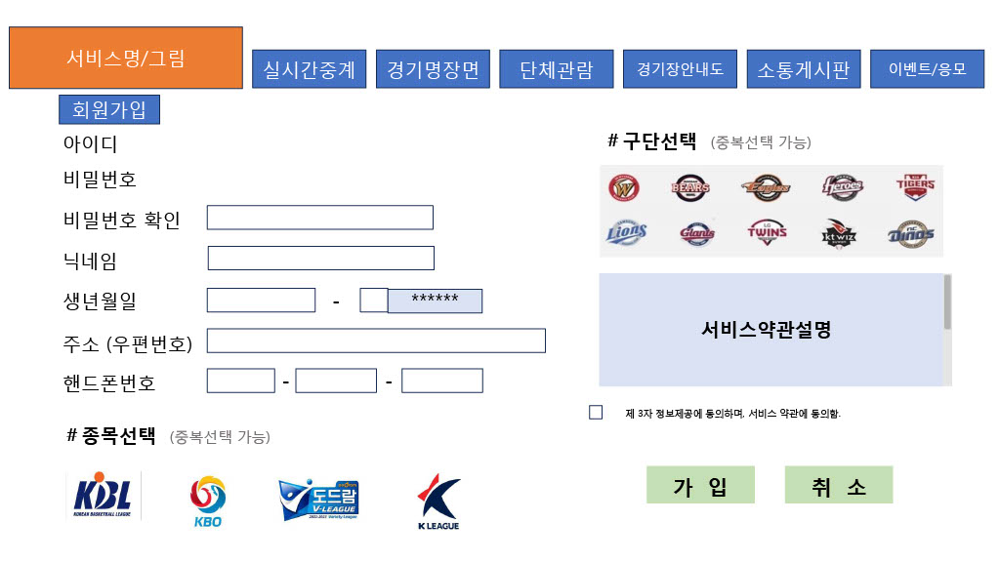 서비스명/그림
실시간중계
경기명장면
단체관람
경기장안내도
소통게시판
이벤트/응모
회원가입
아이디
비밀번호
비밀번호 확인
닉네임
생년월일
-
******
주소 (우편번호)
핸드폰번호
-
-
# 종목선택 (중복선택 가능)
KBL
KOREAN BASKETBALL LEAGUE
KBO
도드람
V-LEAGUE
K LEAGUE
# 구단선택 (중복선택 가능)
W
BEARS
Eagles
Heroes
TIGERS
Lions
Giants
LG
TWINS
kt wiz
NC
Dinos
서비스약관설명
제 3자 정보제공에 동의하며, 서비스 약관에 동의함.
가 입
취 소